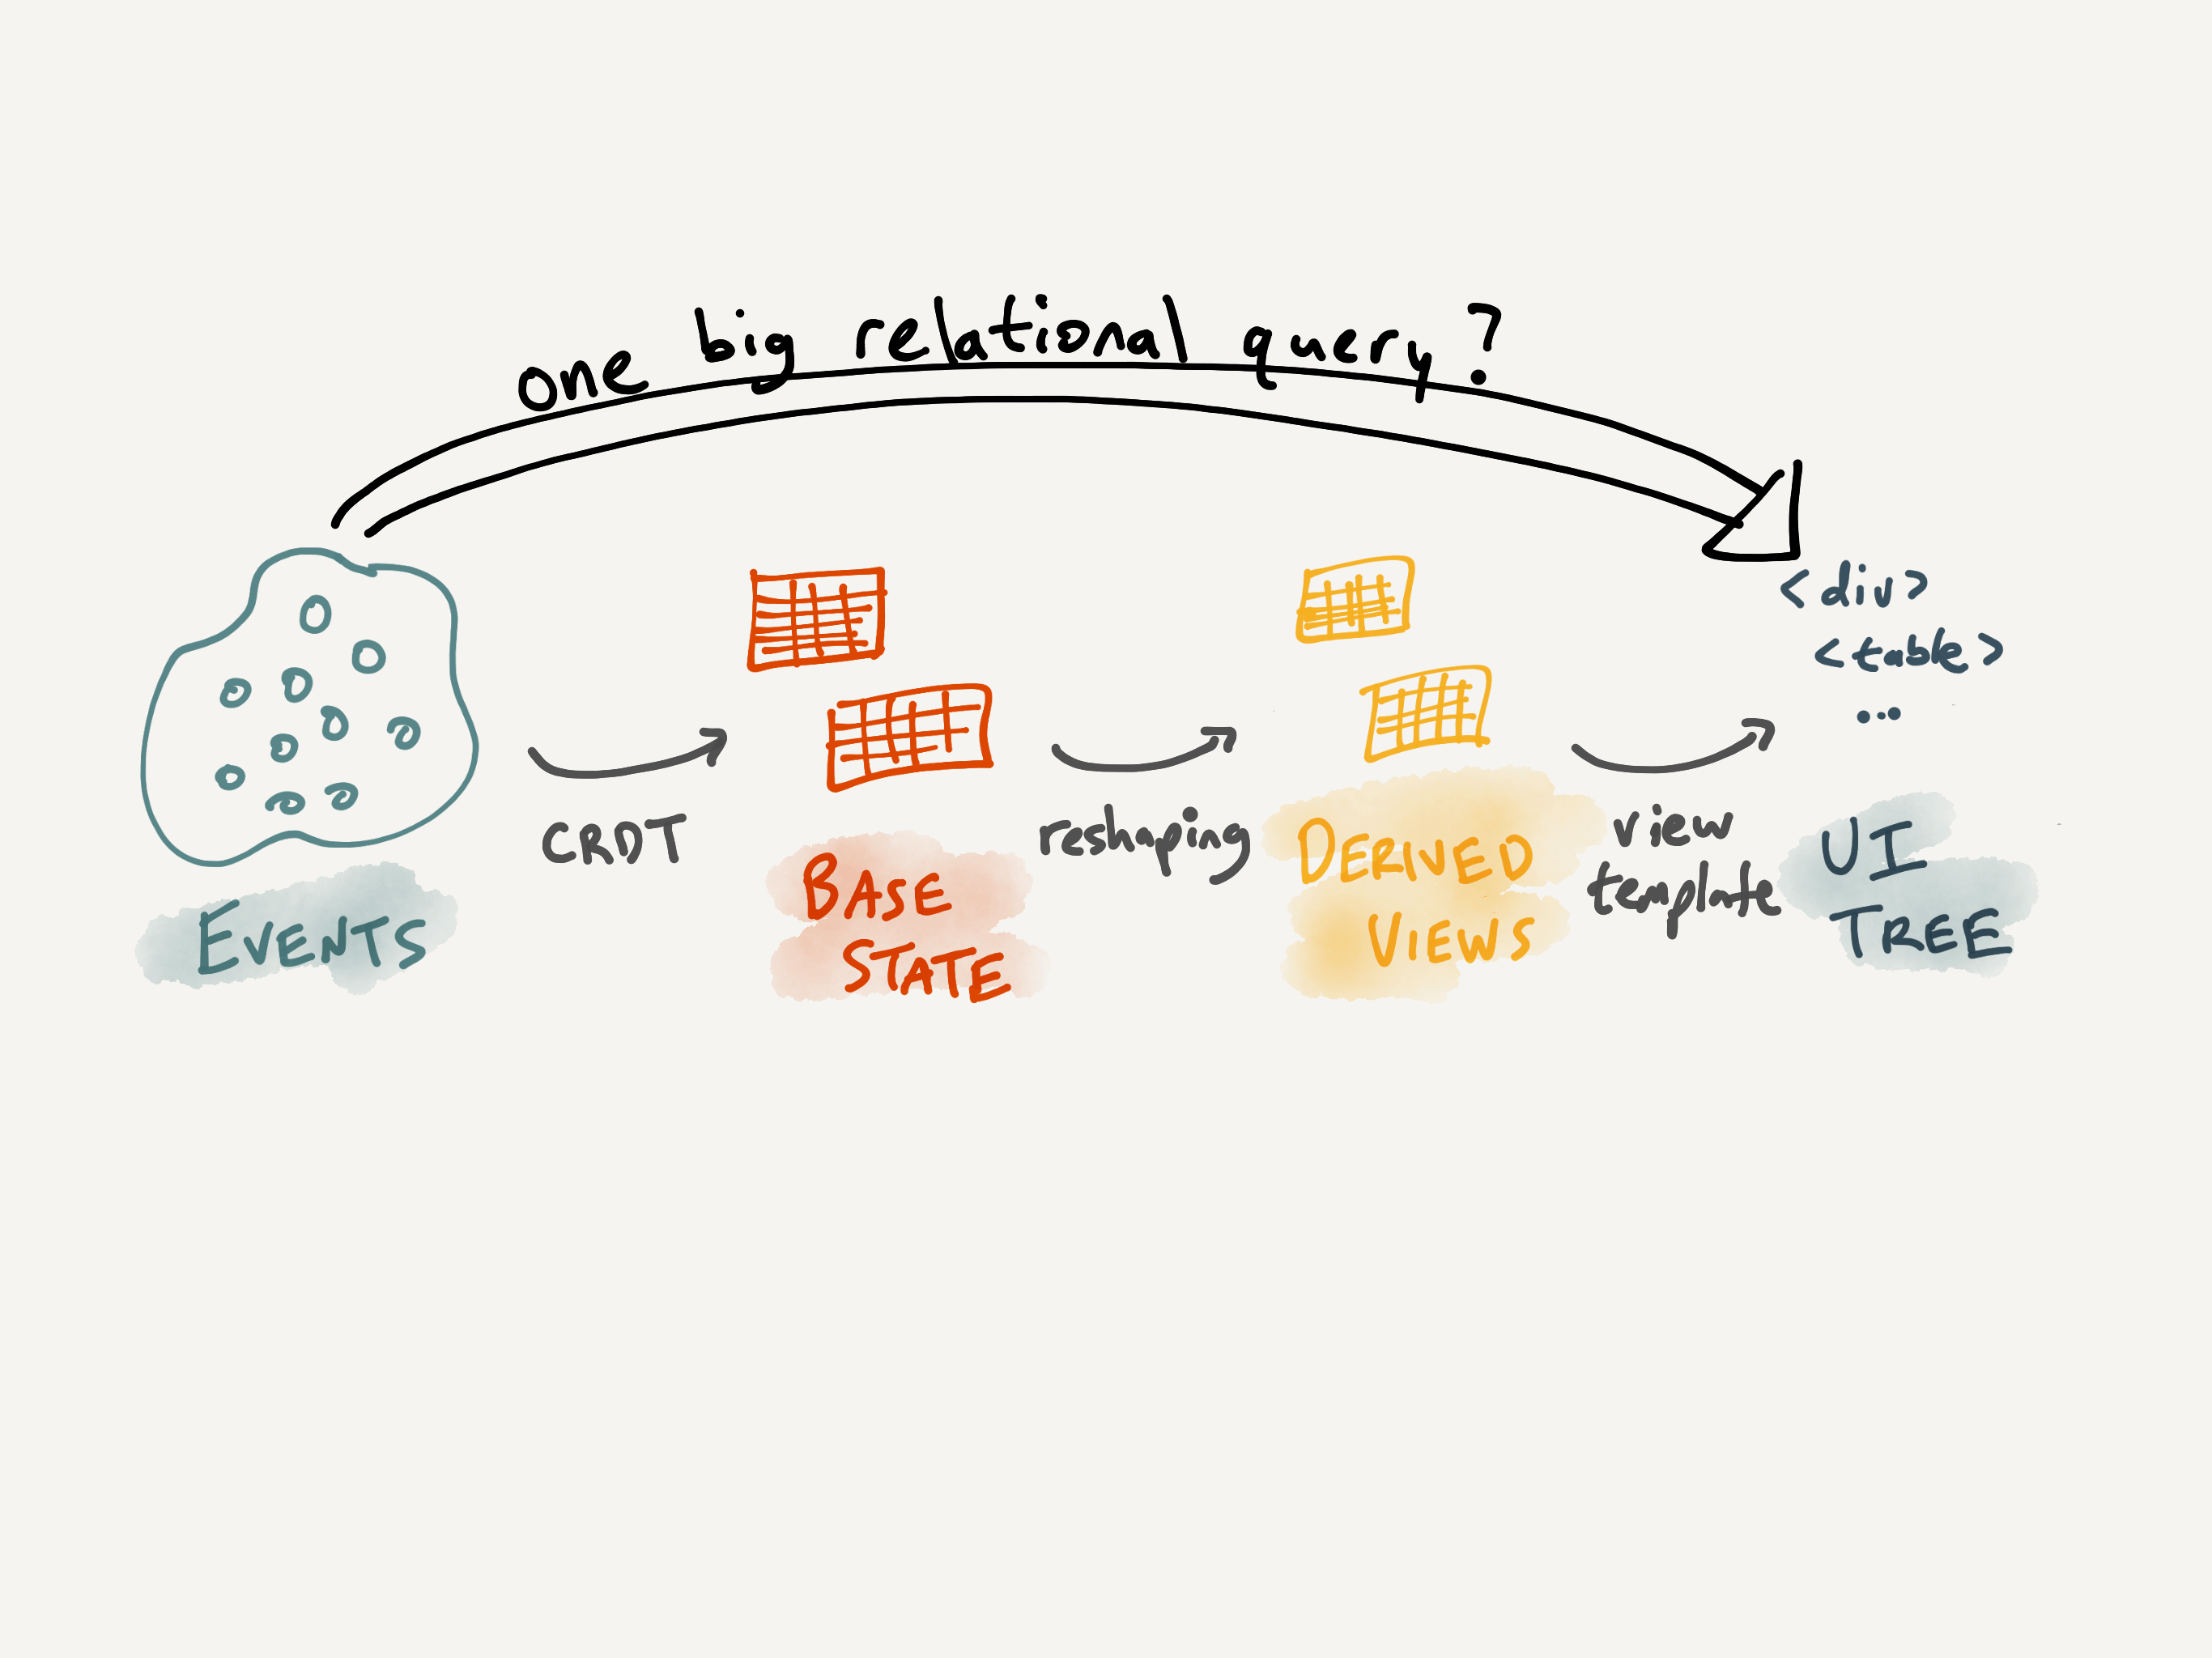 one big relational query?
<div>
<table>
...
CRDT
reshaping
view
template
EVENTS
BASE
STATE
DERIVED
VIEWS
UI
TREE